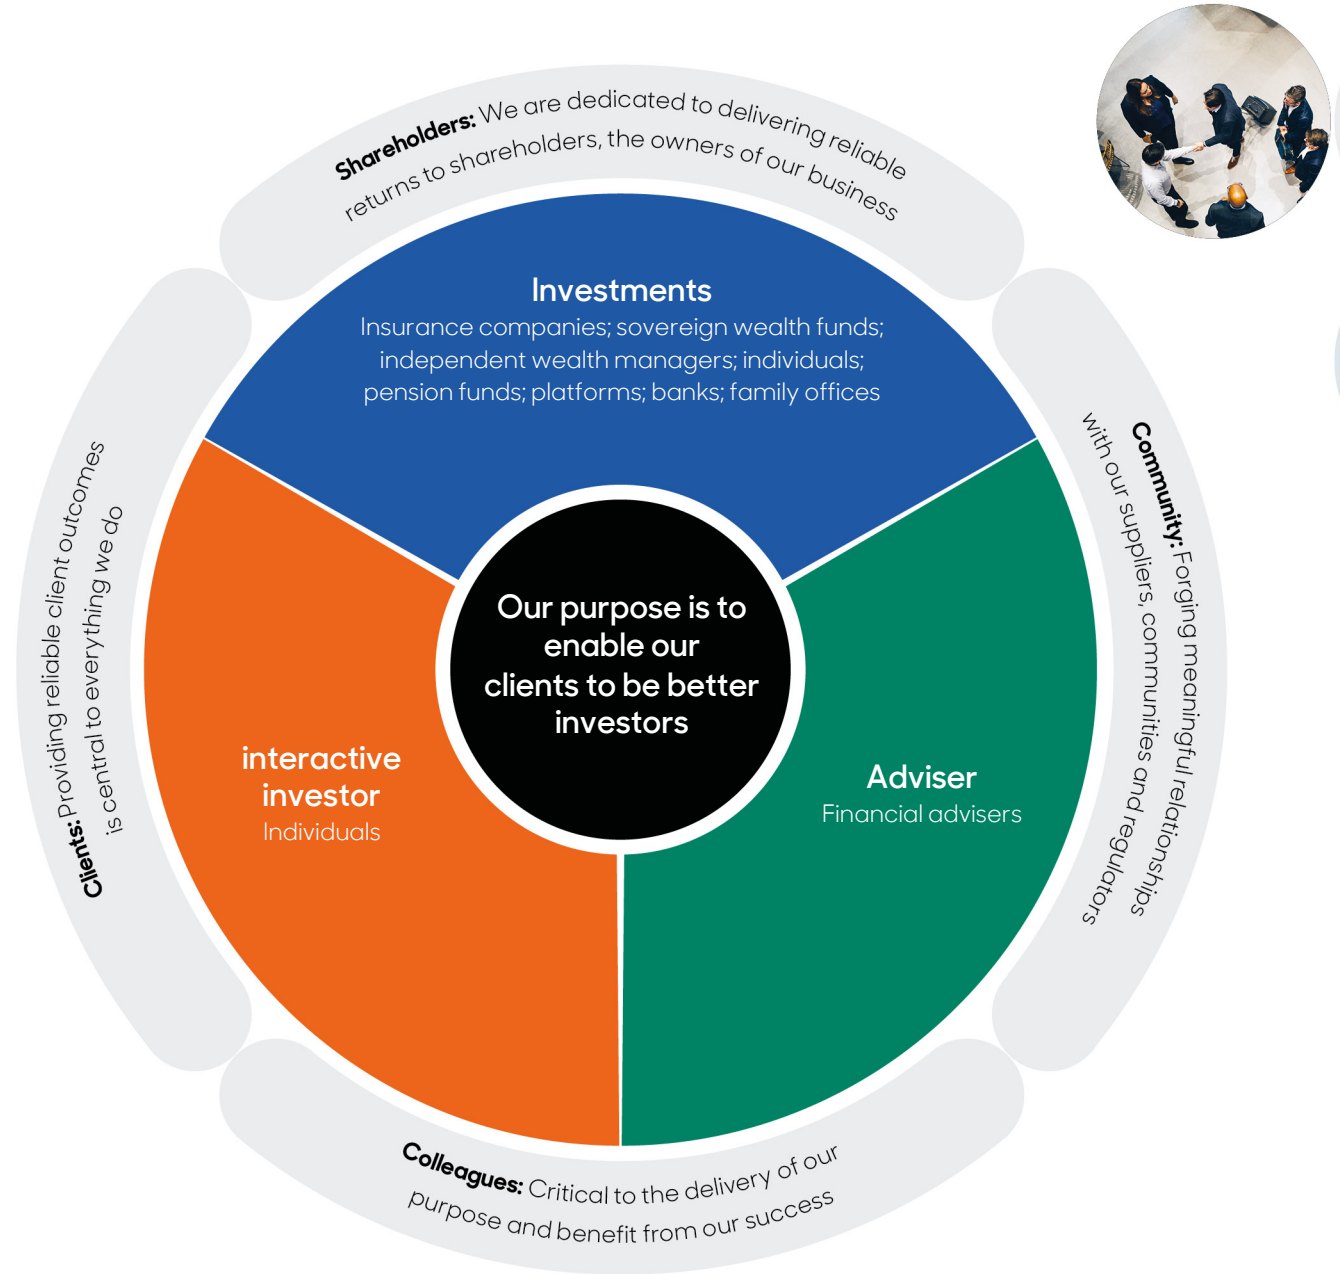 Shareholders: We are dedicated to delivering reliable
returns to shareholders, the owners of our business
Investments
Insurance companies; sovereign wealth funds;
independent wealth managers; individuals;
pension funds; platforms; banks; family offices
Clients: Providing reliable client outcomes
is central to everything we do
Community: Forging meaningful relationships
with our suppliers, communities and regulators
Our purpose is to
enable our
clients to be better
investors
interactive
investor
Individuals
Adviser
Financial advisers
Colleagues: Critical to the delivery of our
purpose and benefit from our success